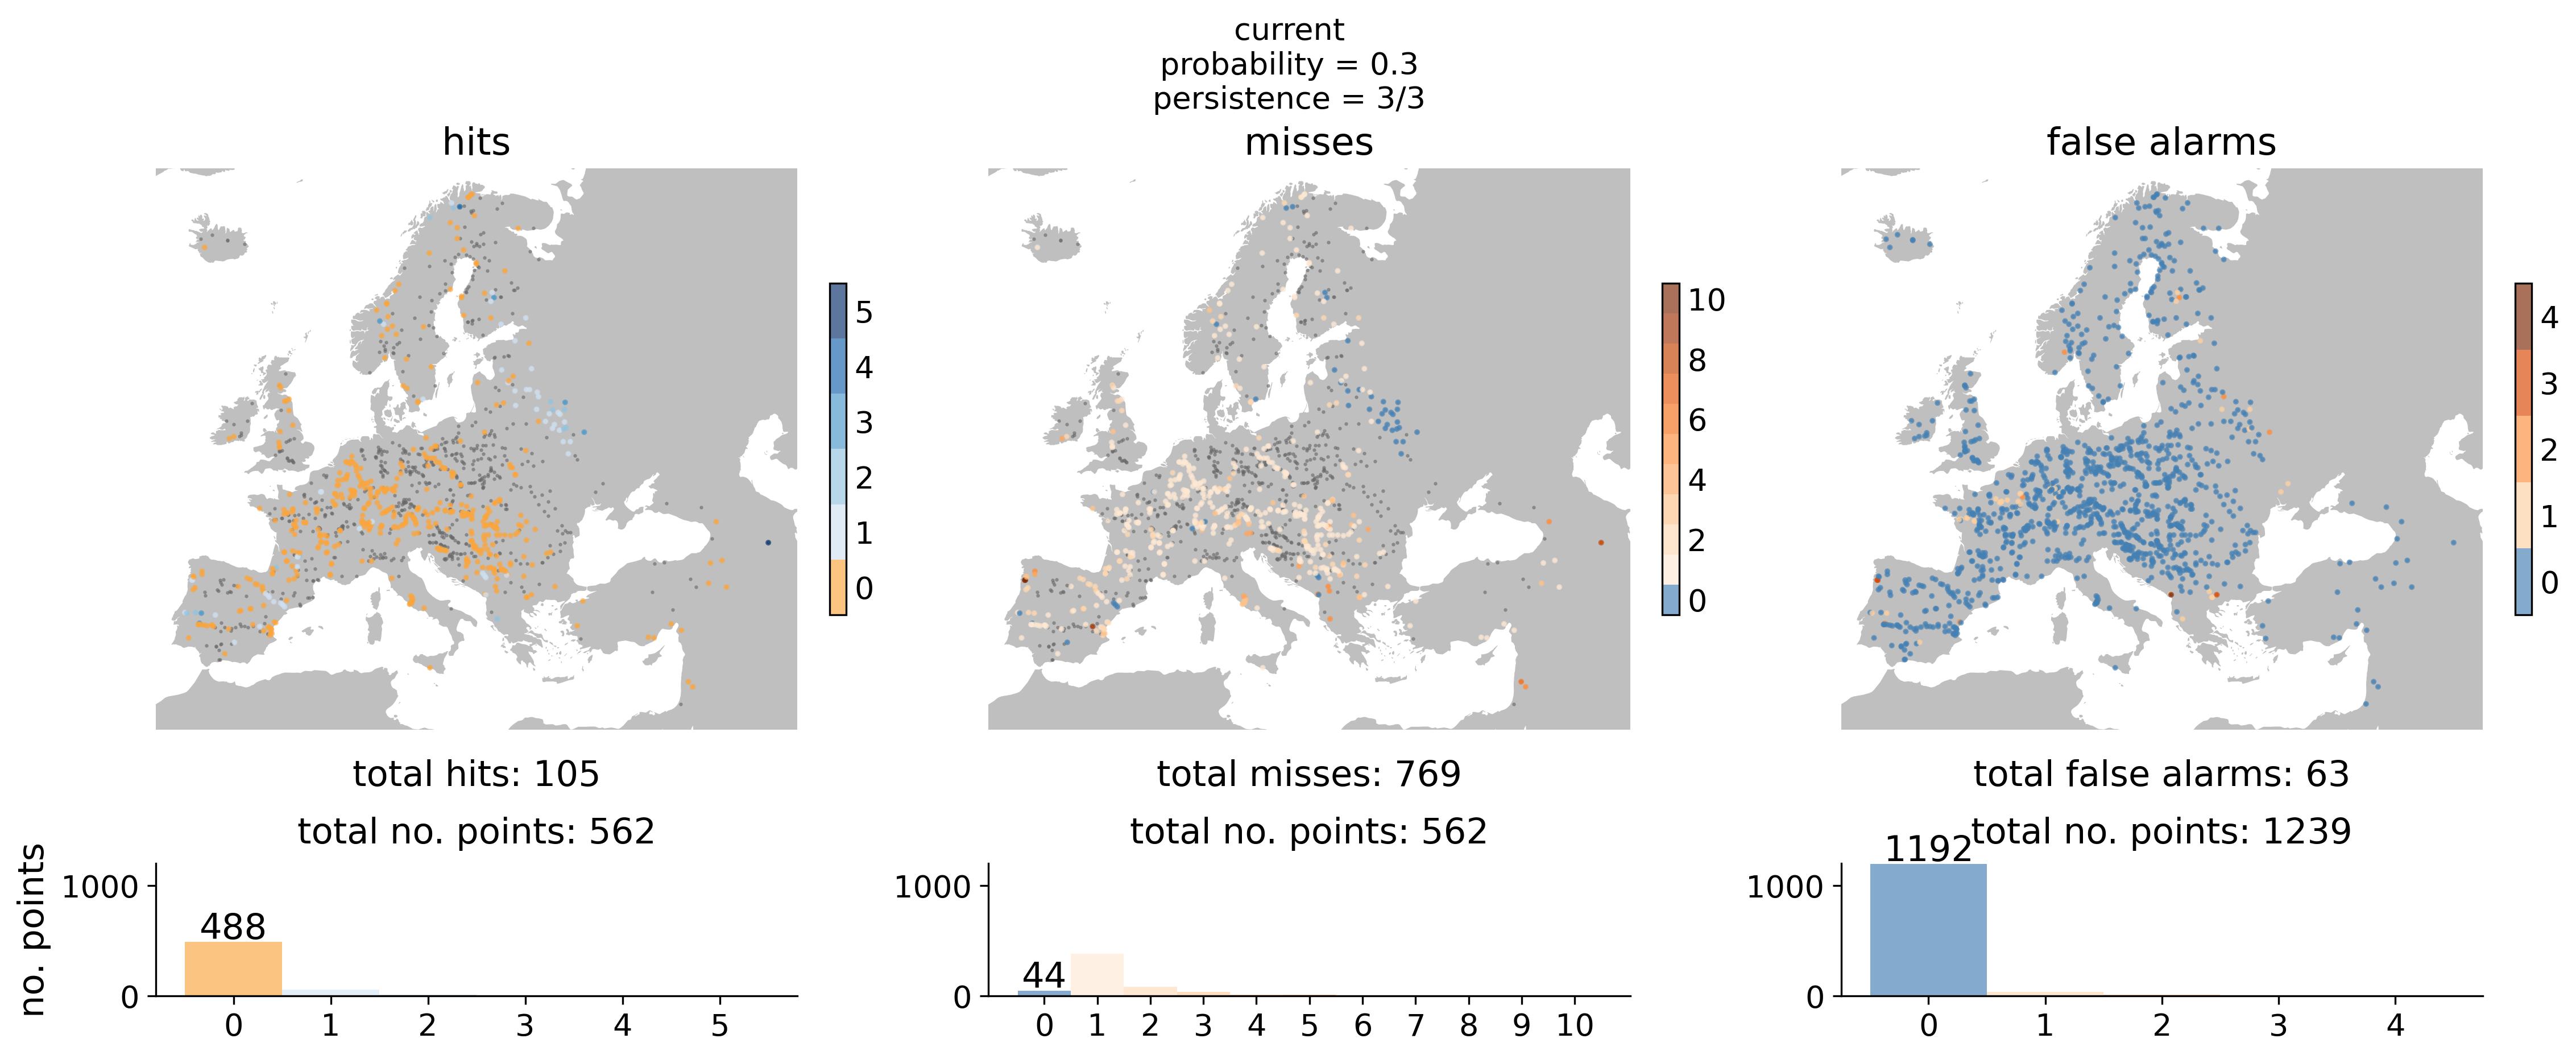 current
probability = 0.3
persistence = 3/3
hits
misses
false alarms
5
4
3
2
1
0
10
8
6
4
2
0
4
3
2
1
0
total hits: 105
total no. points: 562
total misses: 769
total no. points: 562
total false alarms: 63
total no. points: 1239
no. points
1000
0
488
0 1 2 3 4 5
1000
0
44
0 1 2 3 4 5 6 7 8 9 10
1000
0
1192
0 1 2 3 4